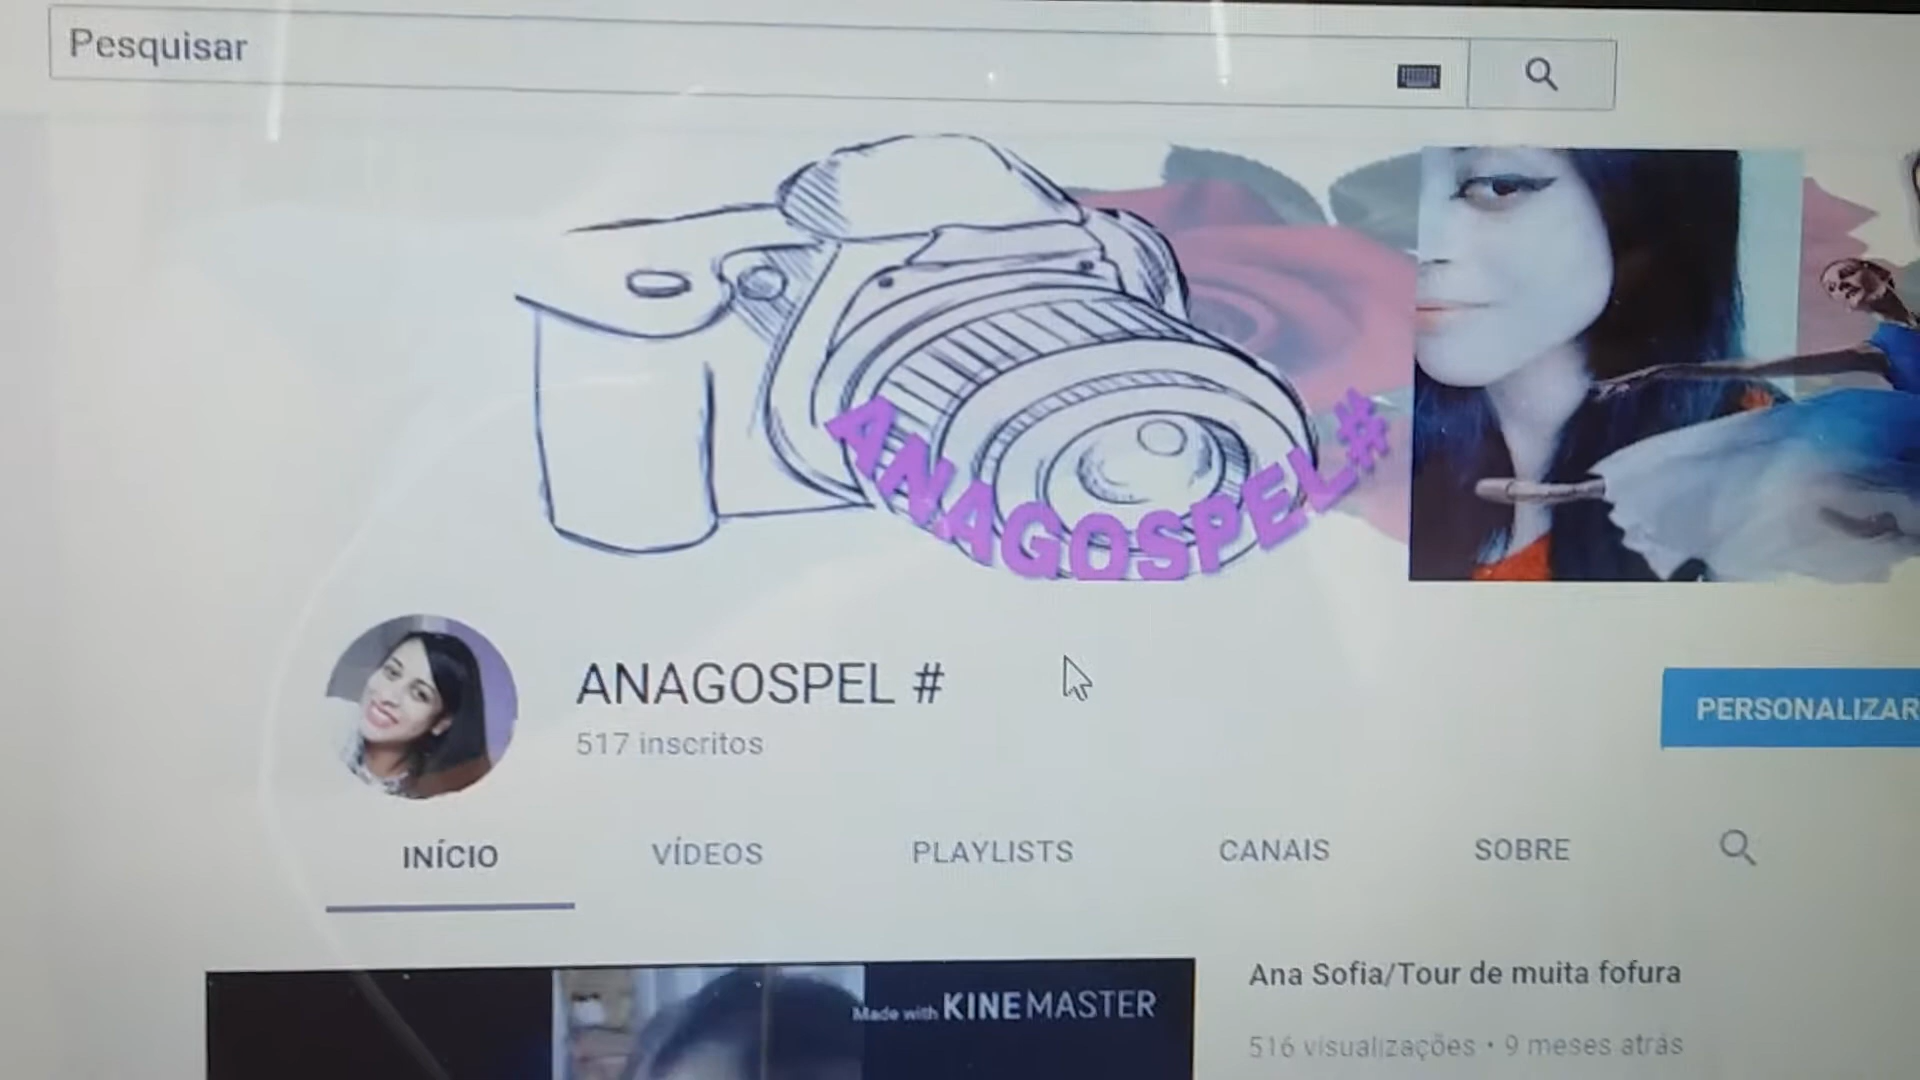 Pesquisar
ANAGOSPEL#
ANAGOSPEL #
517 inscritos
PERSONALIZAR
INÍCIO
VÍDEOS
PLAYLISTS
CANAIS
SOBRE
Made with KINEMASTER
Ana Sofia/Tour de muita fofura
516 visualizações • 9 meses atrás